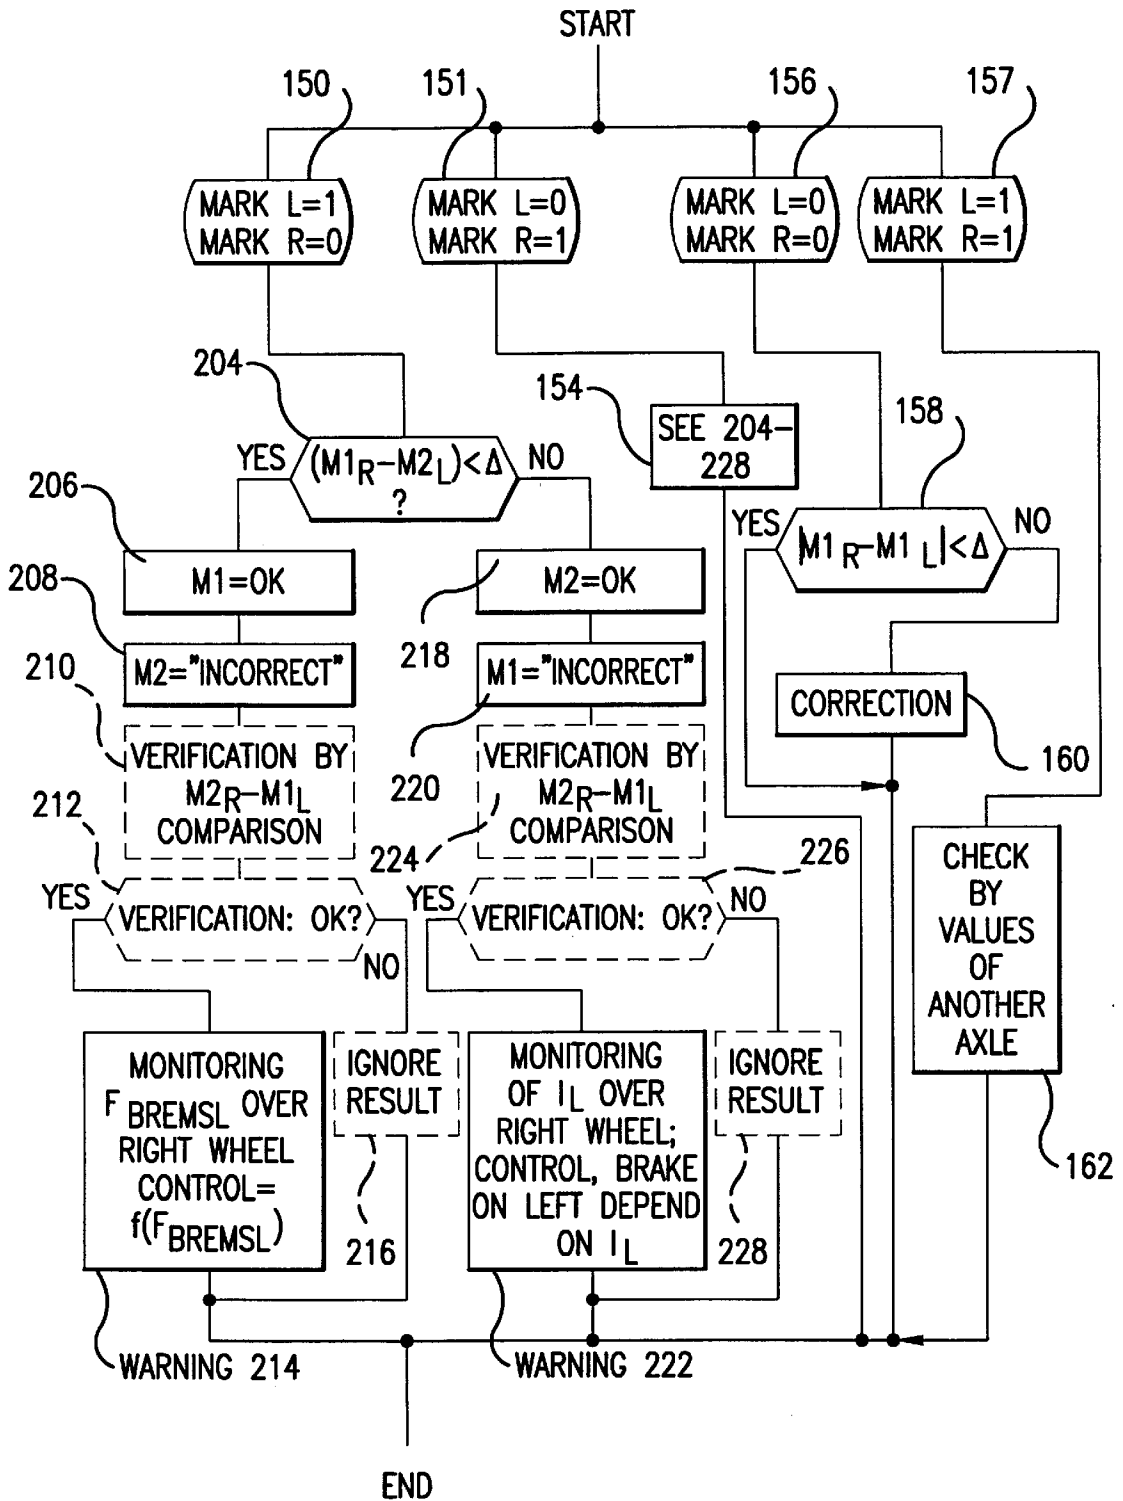 START
150
151
156
157
MARK L=1
MARK R=0
MARK L=0
MARK R=1
MARK L=0
MARK R=0
MARK L=1
MARK R=1
204
154
158
SEE 204-
228
YES
(M1R-M2L)<Δ
?
NO
YES
|M1R-M1L|<Δ
NO
206
M1=OK
M2=OK
208
218
M2="INCORRECT"
M1="INCORRECT"
210
220
CORRECTION
160
VERIFICATION BY
M2R-M1L
COMPARISON
VERIFICATION BY
M2R-M1L
COMPARISON
212
224
226
YES
VERIFICATION: OK?
NO
YES
VERIFICATION: OK?
NO
CHECK
BY
VALUES
OF
ANOTHER
AXLE
162
MONITORING
F BREMSL OVER
RIGHT WHEEL
CONTROL=
f(FBREMSL)
IGNORE
RESULT
216
MONITORING
OF IL OVER
RIGHT WHEEL;
CONTROL, BRAKE
ON LEFT DEPEND
ON IL
IGNORE
RESULT
228
WARNING 214
WARNING 222
END